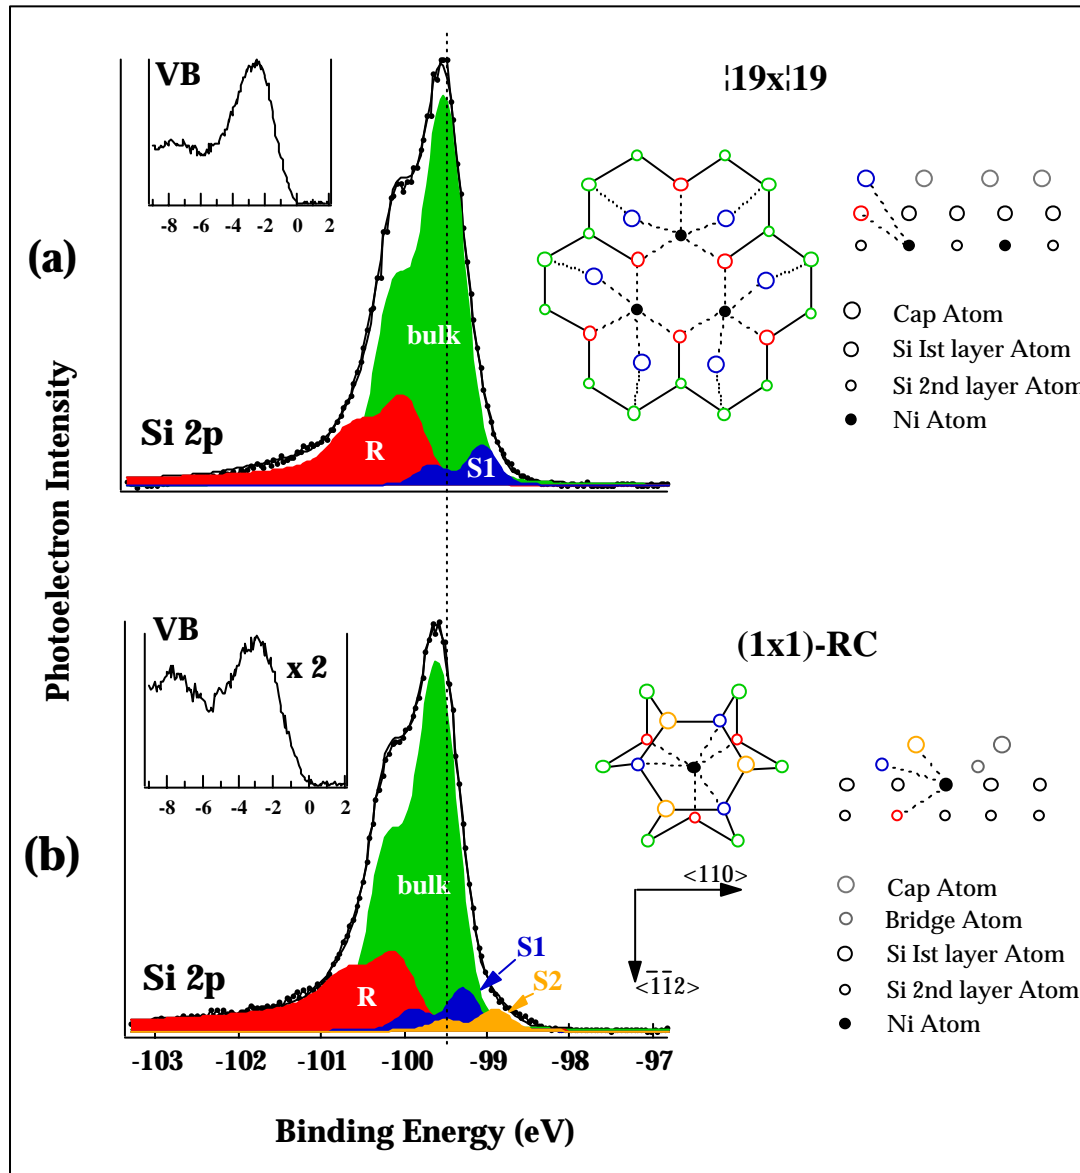 VB
-8 -6 -4 -2 0 2
(a)
bulk
Si 2p
R
S1
¦19x¦19
Cap Atom
Si Ist layer Atom
Si 2nd layer Atom
Ni Atom
Photoelectron Intensity
VB
x 2
-8 -6 -4 -2 0 2
(b)
bulk
Si 2p
R
S1
S2
(1x1)-RC
<110>
<1̅1̅2>
Cap Atom
Bridge Atom
Si Ist layer Atom
Si 2nd layer Atom
Ni Atom
-103 -102 -101 -100 -99 -98 -97
Binding Energy (eV)